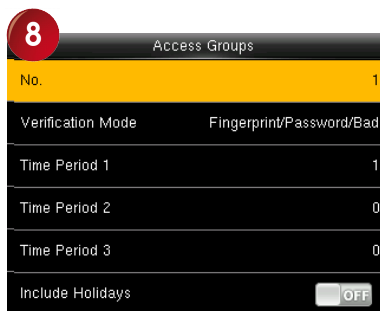 8
Access Groups
No. 1
Verification Mode Fingerprint/Password/Bad
Time Period 1 1
Time Period 2 0
Time Period 3 0
Include Holidays OFF